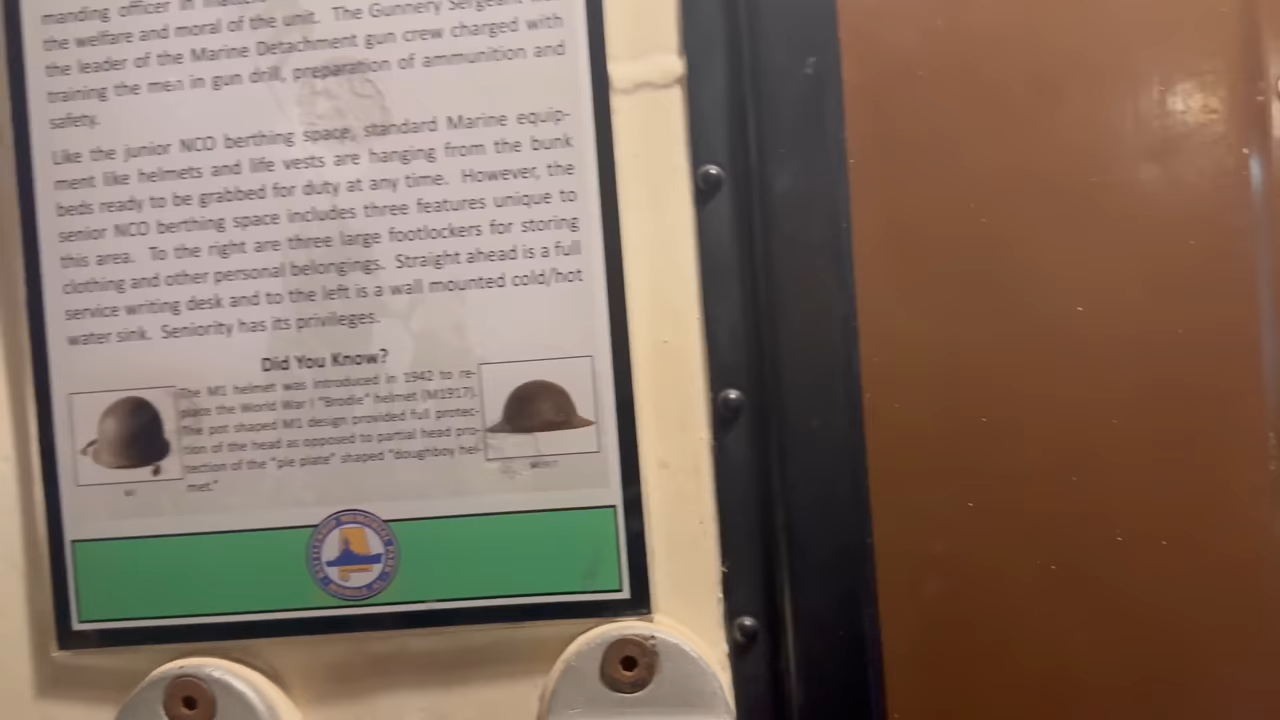 manding officer in
the welfare and moral of the unit. The Gunnery Sergeant
the leader of the Marine Detachment gun crew charged with
training the men in gun drill, preparation of ammunition and
safety.
Like the junior NCO berthing space, standard Marine equip-
ment like helmets and life vests are hanging from the bunk
beds ready to be grabbed for duty at any time. However, the
senior NCO berthing space includes three features unique to
this area. To the right are three large footlockers for storing
clothing and other personal belongings. Straight ahead is a full
service writing desk and to the left is a wall mounted cold/hot
water sink. Seniority has its privileges.
Did You Know?
The M1 helmet was introduced in 1942 to re-
place the World War I "Brodie" helmet (M1917).
The pot shaped M1 design provided full protec-
tion of the head as opposed to partial head pro-
tection of the "pie plate" shaped "doughboy hel-
met."
M1
M1917
BATTLESHIP MEMORIAL PARK
MOBILE, AL